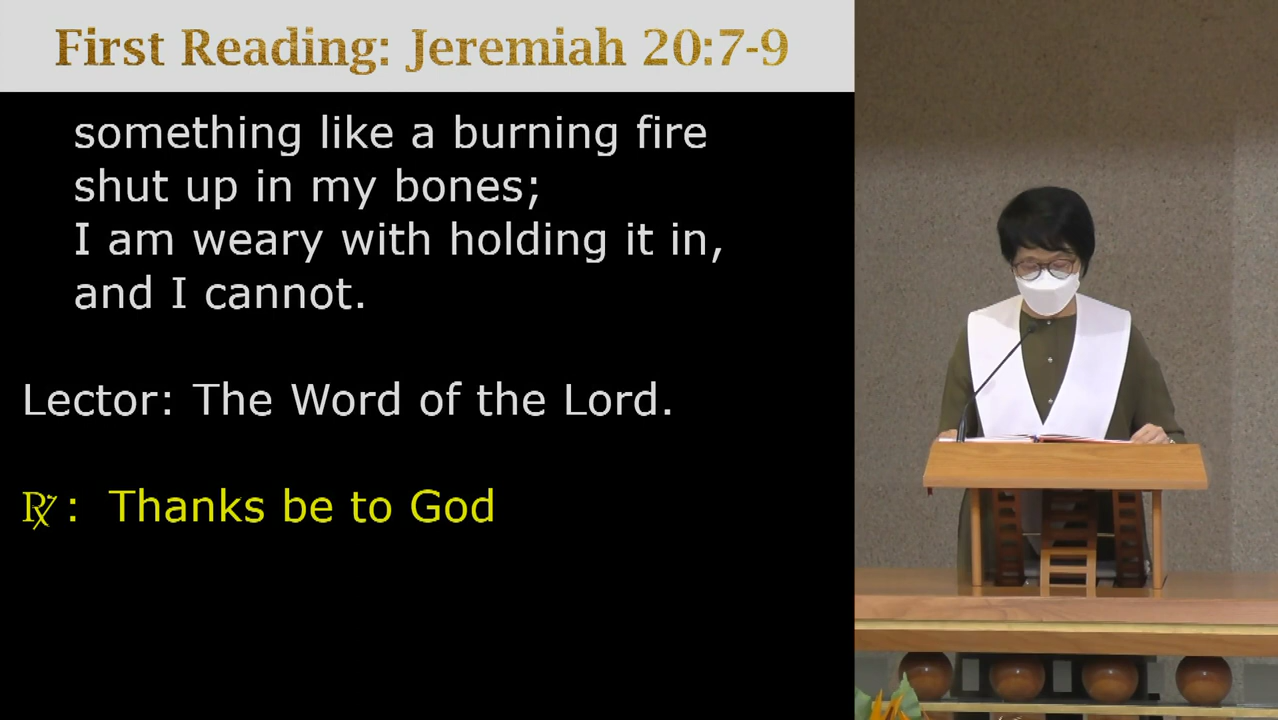 First Reading: Jeremiah 20:7-9
something like a burning fire
shut up in my bones;
I am weary with holding it in,
and I cannot.
Lector: The Word of the Lord.
℟: Thanks be to God